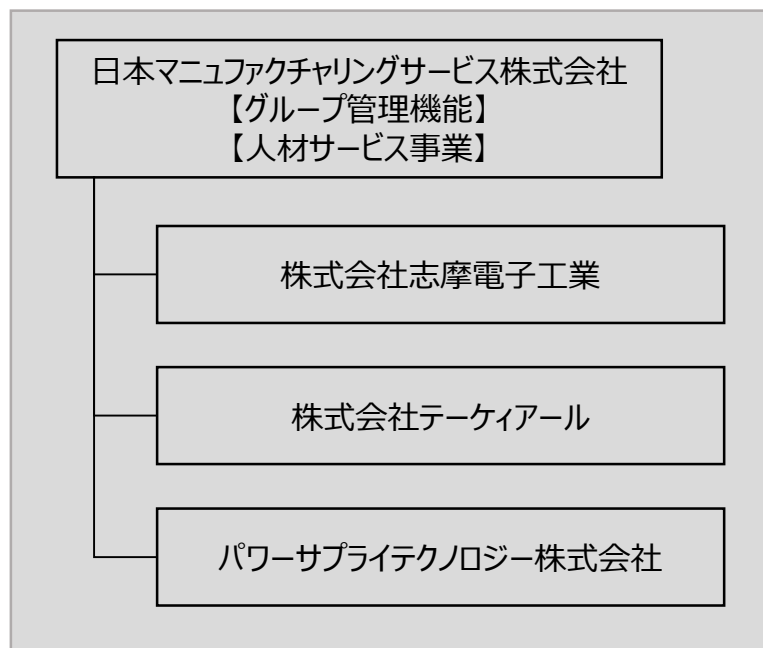 日本マニュファクチャリングサービス株式会社
【グループ管理機能】
【人材サービス事業】
株式会社志摩電子工業
株式会社テーケィアール
パワーサプライテクノロジー株式会社